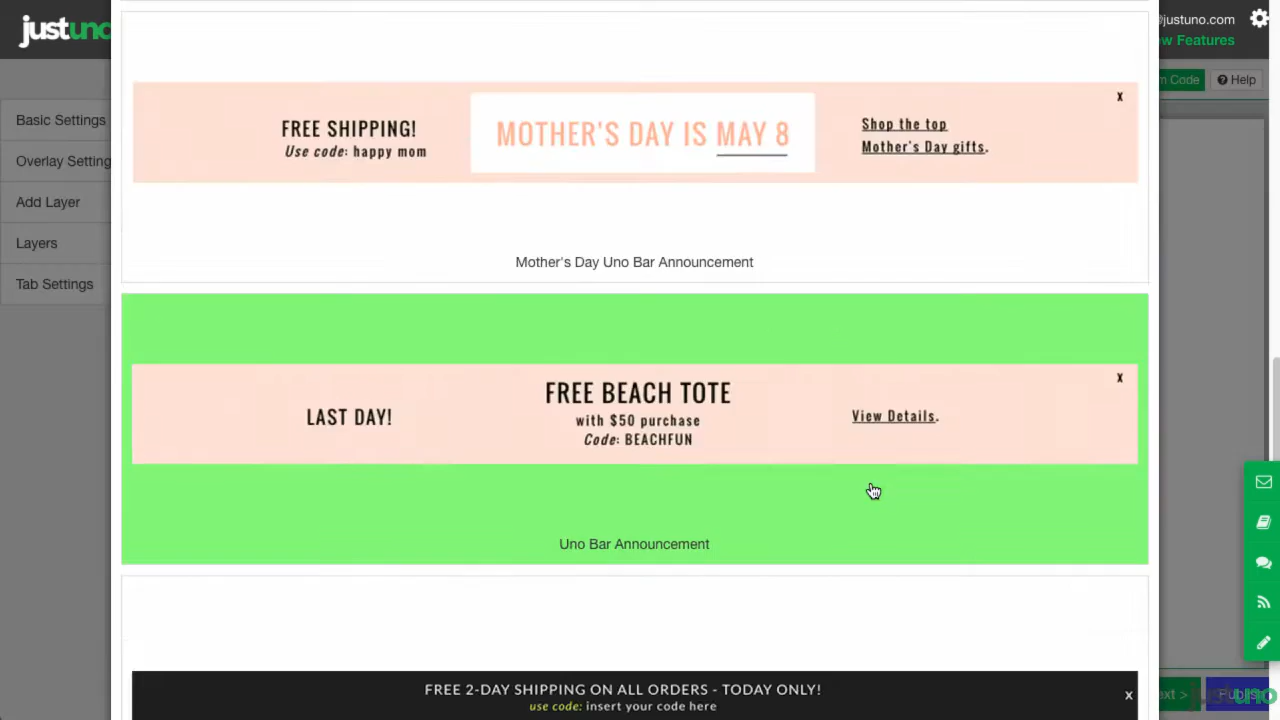 justuno
@justuno.com
w Features
m Code
Help
Basic Settings
Overlay Setting
Add Layer
Layers
Tab Settings
X
FREE SHIPPING!
Use code: happy mom
MOTHER'S DAY IS MAY 8
Shop the top
Mother's Day gifts.
Mother's Day Uno Bar Announcement
X
LAST DAY!
FREE BEACH TOTE
with $50 purchase
Code: BEACHFUN
View Details.
Uno Bar Announcement
FREE 2-DAY SHIPPING ON ALL ORDERS - TODAY ONLY!
use code: insert your code here
X
ext >
justuno